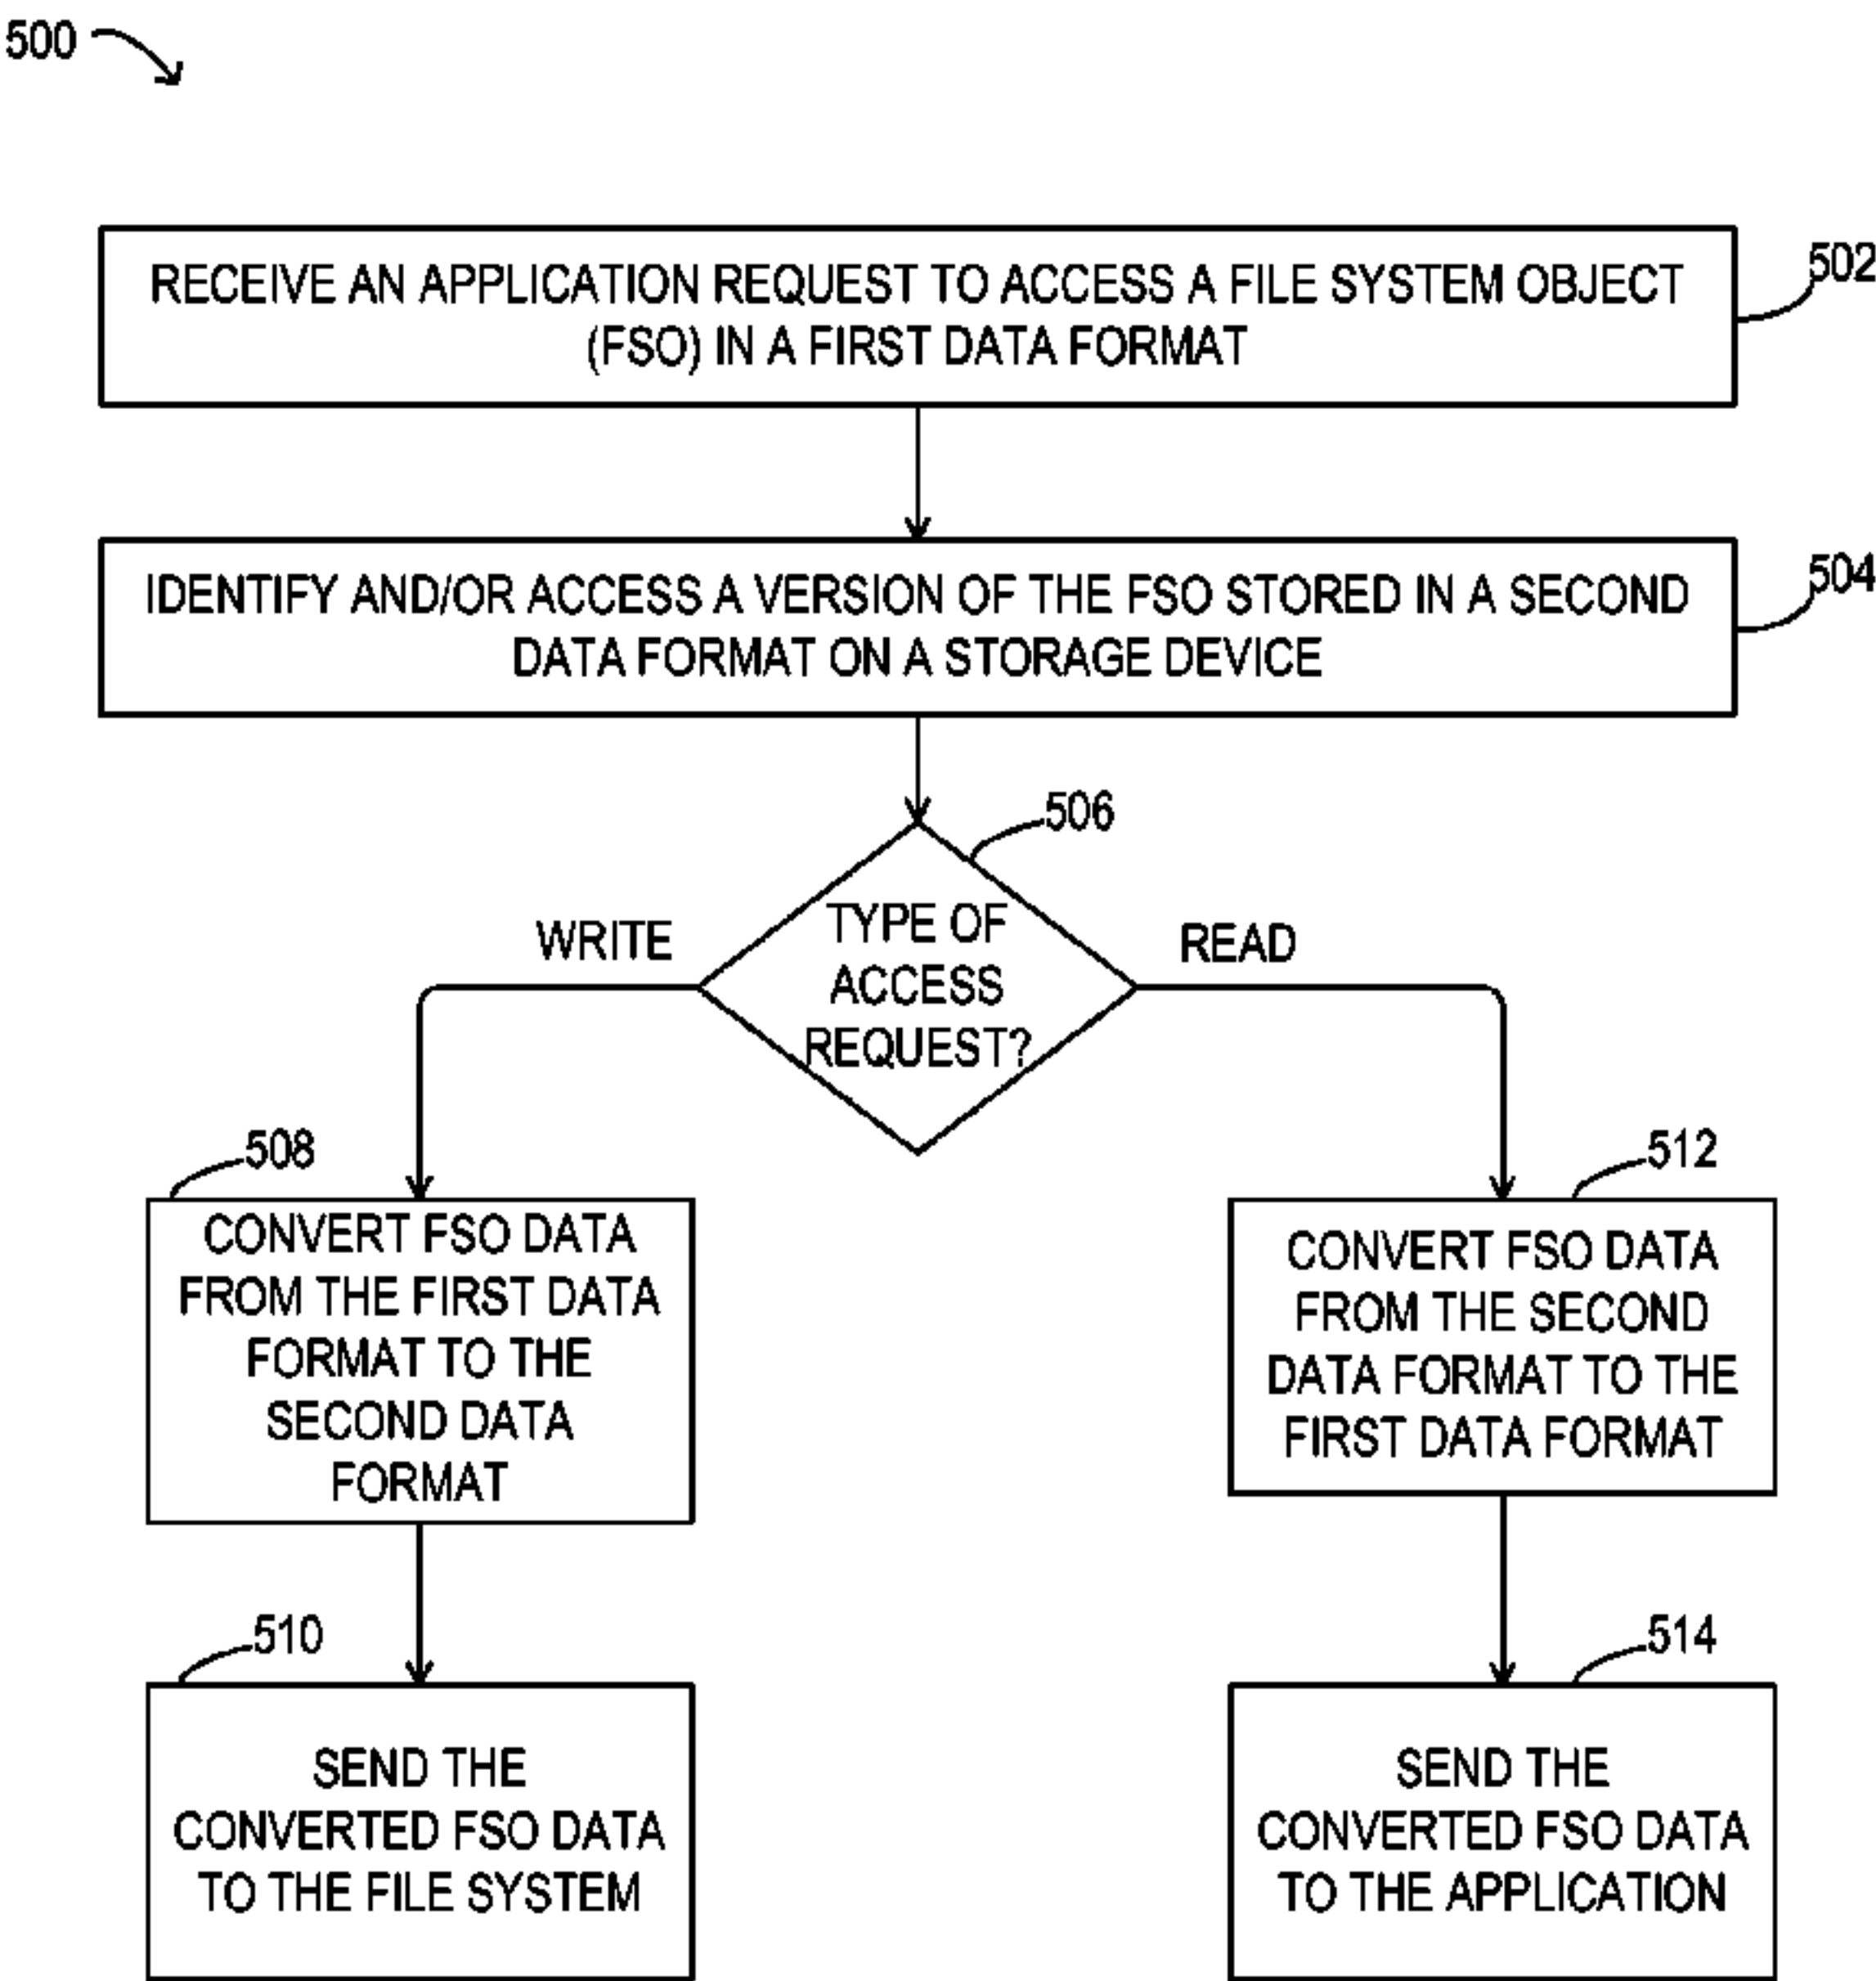 500
RECEIVE AN APPLICATION REQUEST TO ACCESS A FILE SYSTEM OBJECT
(FSO) IN A FIRST DATA FORMAT
502
IDENTIFY AND/OR ACCESS A VERSION OF THE FSO STORED IN A SECOND
DATA FORMAT ON A STORAGE DEVICE
504
506
TYPE OF
ACCESS
REQUEST?
WRITE
READ
508
CONVERT FSO DATA
FROM THE FIRST DATA
FORMAT TO THE
SECOND DATA
FORMAT
512
CONVERT FSO DATA
FROM THE SECOND
DATA FORMAT TO THE
FIRST DATA FORMAT
510
SEND THE
CONVERTED FSO DATA
TO THE FILE SYSTEM
514
SEND THE
CONVERTED FSO DATA
TO THE APPLICATION